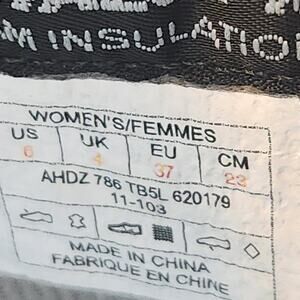 M INSULATION
WOMEN'S/FEMMES
US UK EU CM
6 4 37 23
AHDZ 786 TB5L 620179
11-103
MADE IN CHINA
FABRIQUE EN CHINE